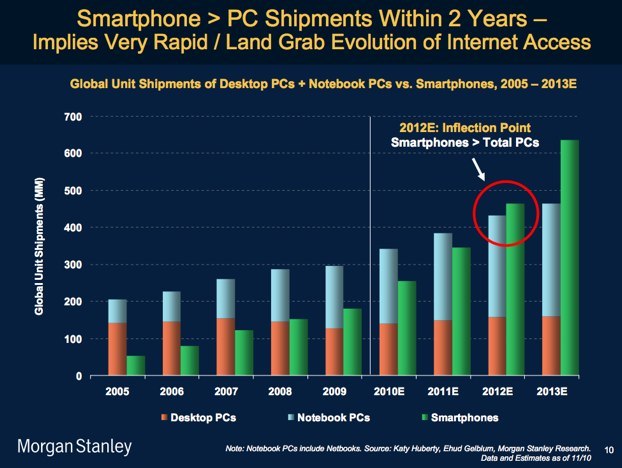 Smartphone > PC Shipments Within 2 Years –
Implies Very Rapid / Land Grab Evolution of Internet Access
Global Unit Shipments of Desktop PCs + Notebook PCs vs. Smartphones, 2005 – 2013E
700
600
500
400
300
200
100
0
Global Unit Shipments (MM)
2012E: Inflection Point
Smartphones > Total PCs
2005 2006 2007 2008 2009 2010E 2011E 2012E 2013E
Desktop PCs Notebook PCs Smartphones
Morgan Stanley
Note: Notebook PCs include Netbooks. Source: Katy Huberty, Ehud Gelblum, Morgan Stanley Research.
Data and Estimates as of 11/10
10